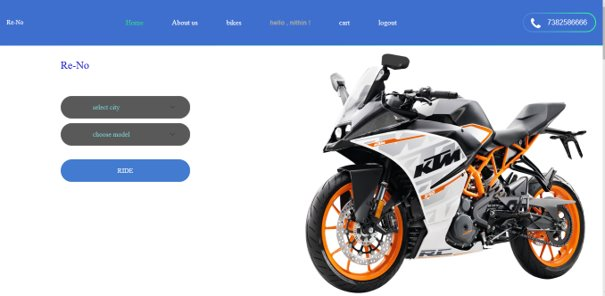 Re-No Home About us bikes hello , nithin ! cart logout 7382586666
Re-No
select city
choose model
RIDE
KTM
RC